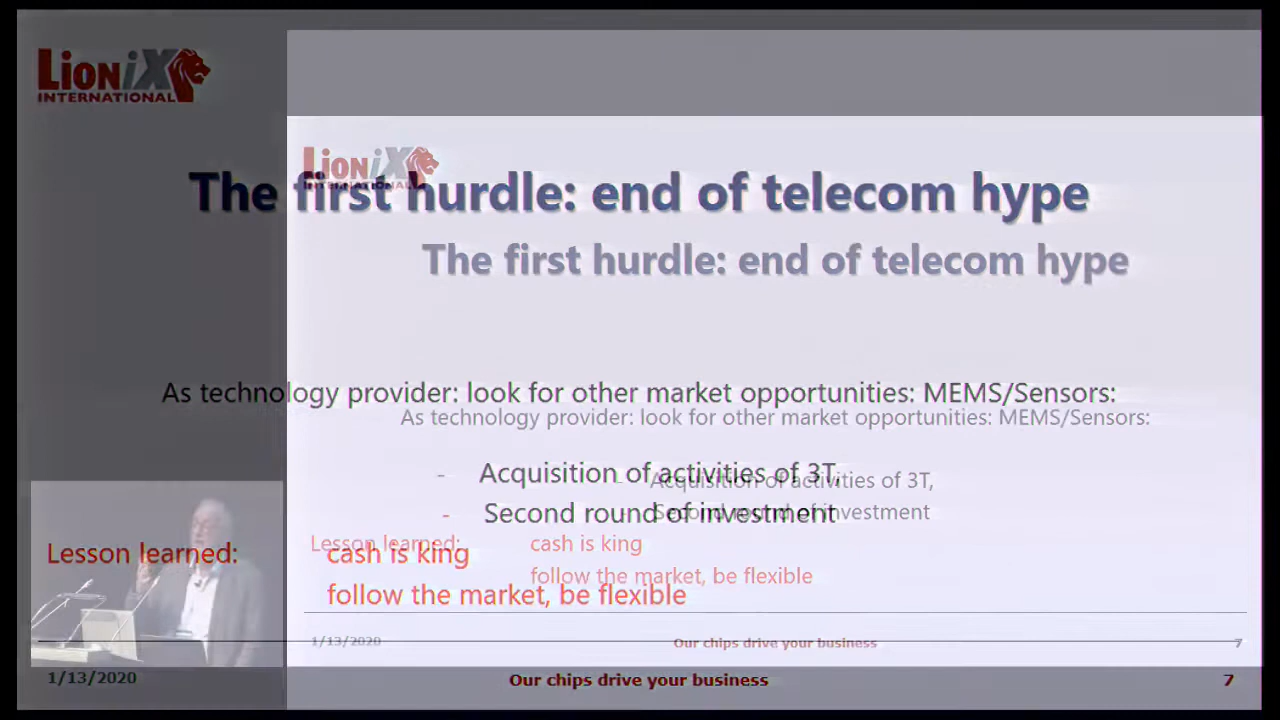 LioniX
INTERNATIONAL
LioniX
INTERNATIONAL
The first hurdle: end of telecom hype
The first hurdle: end of telecom hype
As technology provider: look for other market opportunities: MEMS/Sensors:
As technology provider: look for other market opportunities: MEMS/Sensors:
- Acquisition of activities of 3T,
- Acquisition of activities of 3T,
- Second round of investment
- Second round of investment
Lesson learned: cash is king
Lesson learned: cash is king
follow the market, be flexible
follow the market, be flexible
1/13/2020 Our chips drive your business 7
1/13/2020 Our chips drive your business 7